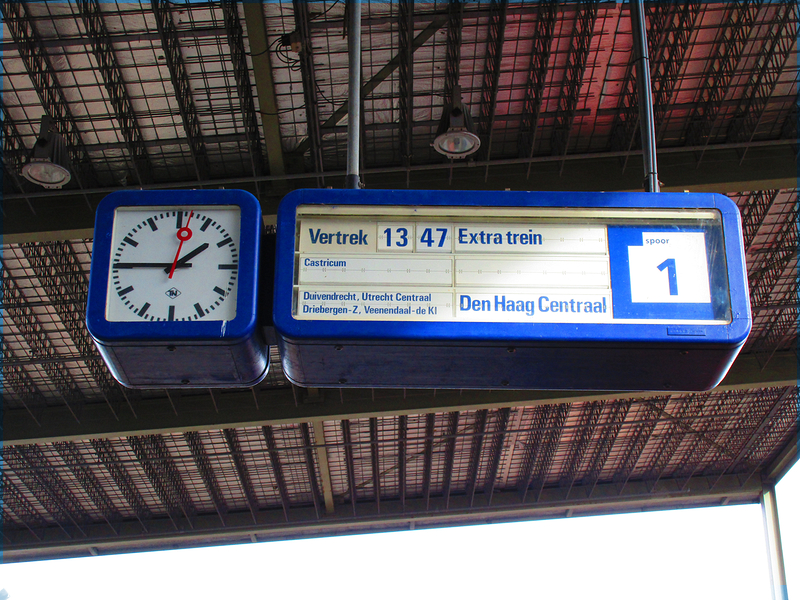 Vertrek 13 47 Extra trein
spoor
1
Castricum
Duivendrecht, Utrecht Centraal
Driebergen-Z, Veenendaal-de Kl
Den Haag Centraal